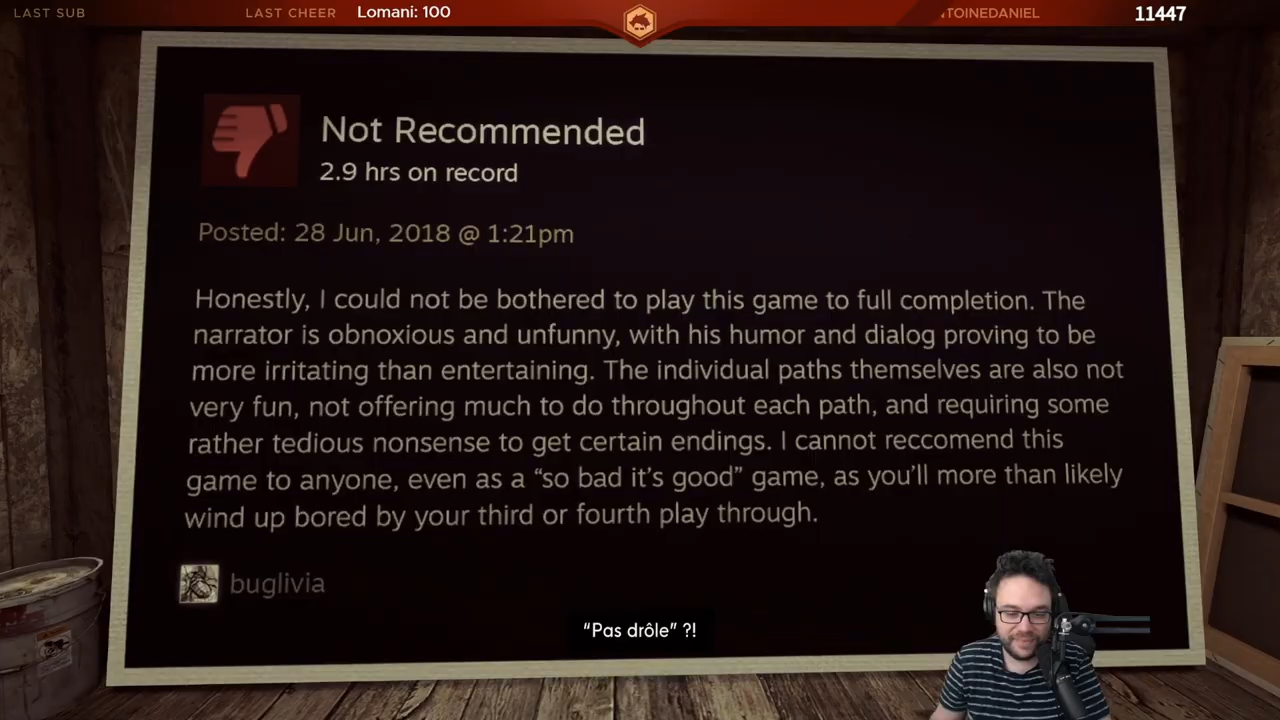 LAST SUB
LAST CHEER Lomani: 100
TOINEDANIEL
11447
Not Recommended
2.9 hrs on record
Posted: 28 Jun, 2018 @ 1:21pm
Honestly, I could not be bothered to play this game to full completion. The
narrator is obnoxious and unfunny, with his humor and dialog proving to be
more irritating than entertaining. The individual paths themselves are also not
very fun, not offering much to do throughout each path, and requiring some
rather tedious nonsense to get certain endings. I cannot reccomend this
game to anyone, even as a “so bad it’s good” game, as you’ll more than likely
wind up bored by your third or fourth play through.
buglivia
“Pas drôle” ?!